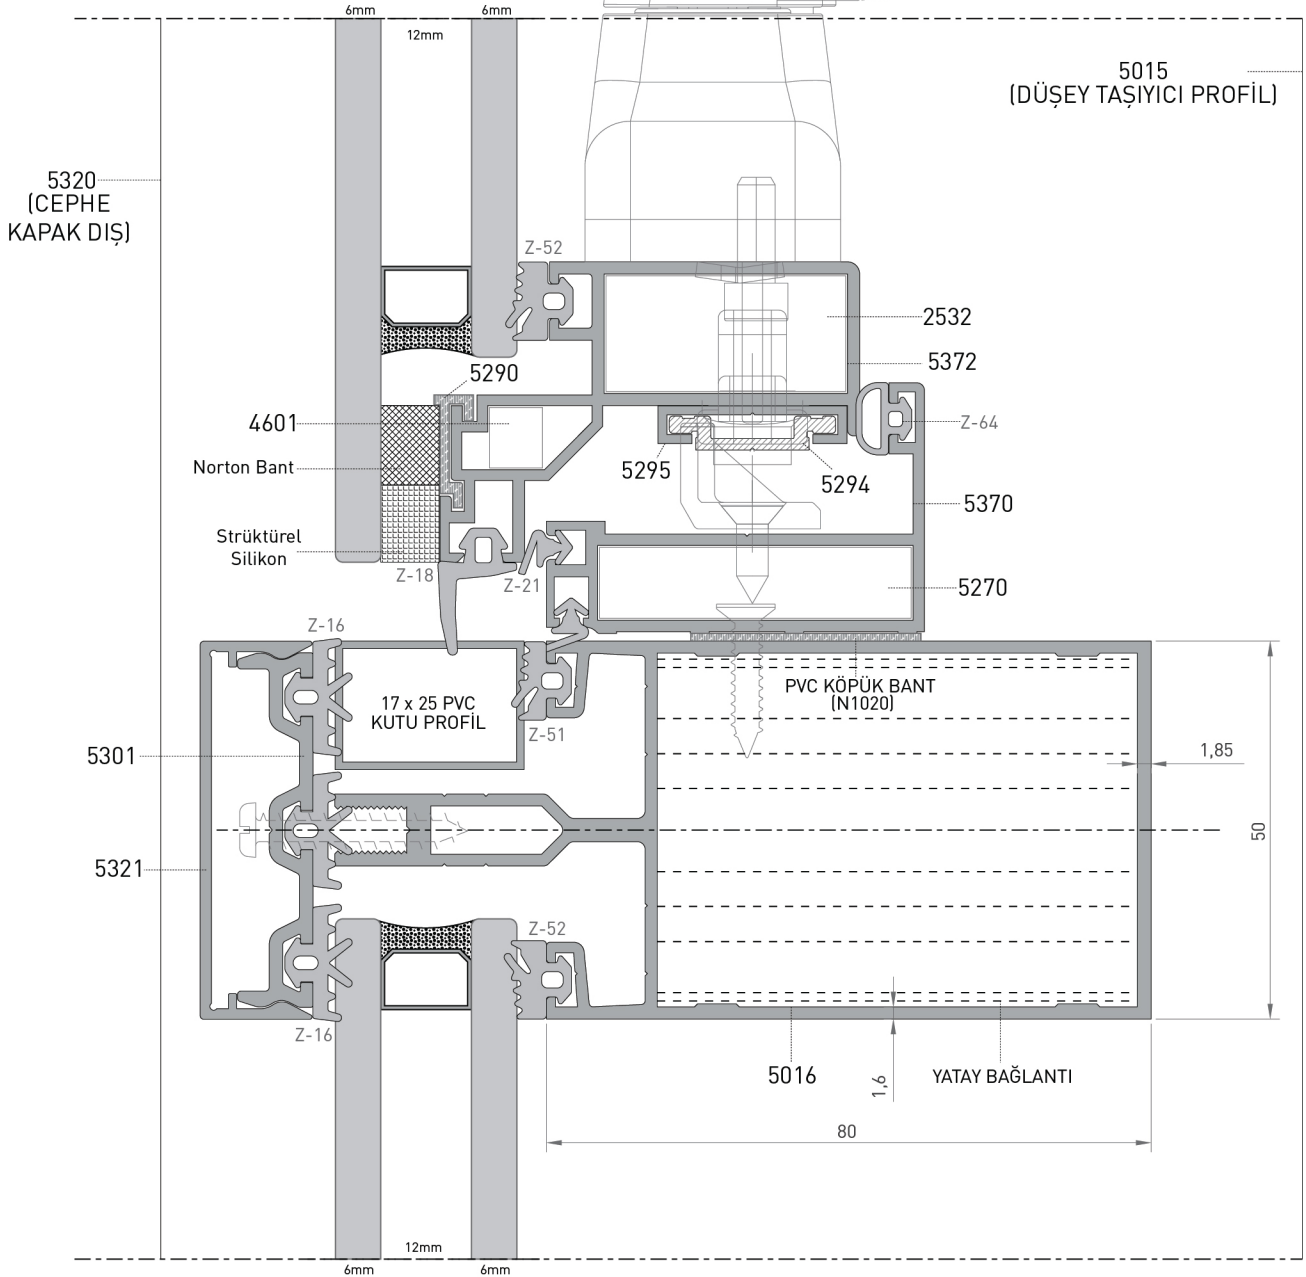 6mm
6mm
12mm
5015
(DÜŞEY TAŞIYICI PROFİL)
5320
(CEPHE
KAPAK DIŞ)
Z-52
2532
5372
5290
4601
Z-64
Norton Bant
5295
5294
5370
Strüktürel
Silikon
Z-18
Z-21
5270
Z-16
17 x 25 PVC
KUTU PROFİL
PVC KÖPÜK BANT
(N1020)
Z-51
5301
1,85
50
5321
Z-52
Z-16
5016
1,6
YATAY BAĞLANTI
80
12mm
6mm
6mm